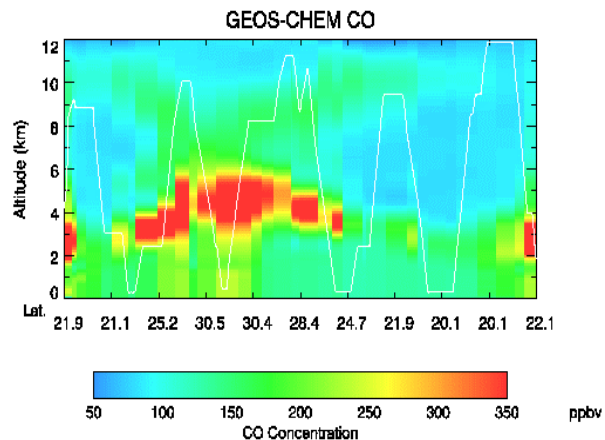 GEOS-CHEM CO
12
10
8
6
4
2
0
Altitude (km)
Lat.
21.9 21.1 25.2 30.5 30.4 28.4 24.7 21.9 20.1 20.1 22.1
50 100 150 200 250 300 350 ppbv
CO Concentration